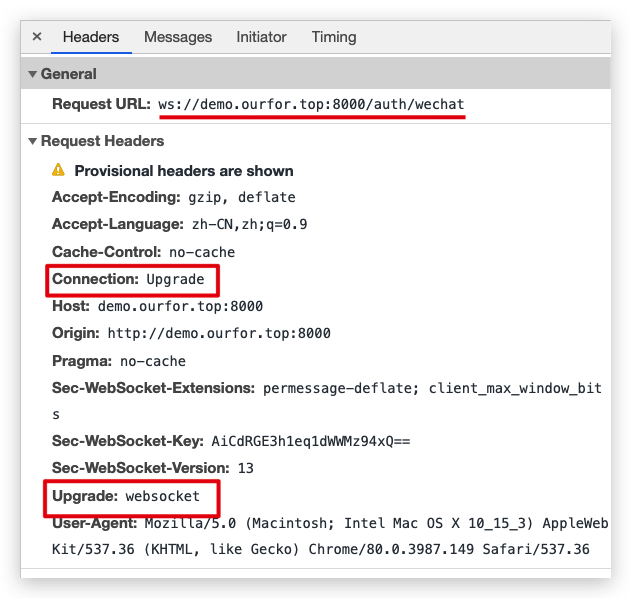 × Headers Messages Initiator Timing
▼ General
Request URL: ws://demo.ourfor.top:8000/auth/wechat
▼ Request Headers
⚠ Provisional headers are shown
Accept-Encoding: gzip, deflate
Accept-Language: zh-CN,zh;q=0.9
Cache-Control: no-cache
Connection: Upgrade
Host: demo.ourfor.top:8000
Origin: http://demo.ourfor.top:8000
Pragma: no-cache
Sec-WebSocket-Extensions: permessage-deflate; client_max_window_bit
s
Sec-WebSocket-Key: AiCdRGE3h1eq1dWWMz94xQ==
Sec-WebSocket-Version: 13
Upgrade: websocket
User-Agent: Mozilla/5.0 (Macintosh; Intel Mac OS X 10_15_3) AppleWeb
Kit/537.36 (KHTML, like Gecko) Chrome/80.0.3987.149 Safari/537.36